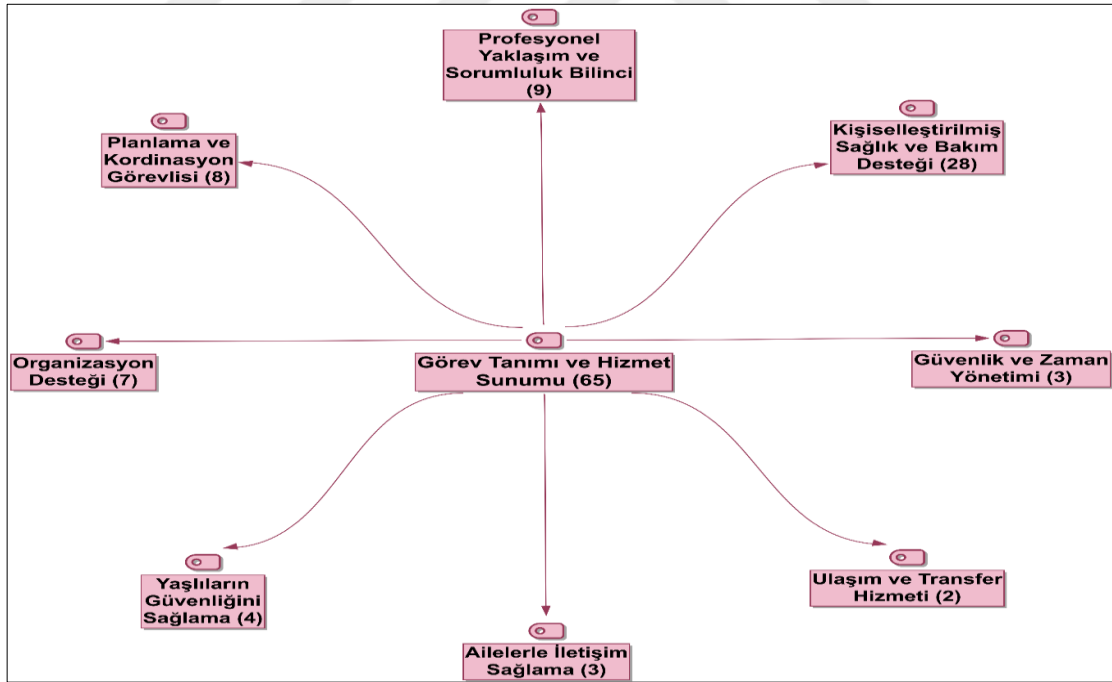 Profesyonel
Yaklaşım ve
Sorumluluk Bilinci
(9)
Planlama ve
Kordinasyon
Görevlisi (8)
Kişiselleştirilmiş
Sağlık ve Bakım
Desteği (28)
Organizasyon
Desteği (7)
Görev Tanımı ve Hizmet
Sunumu (65)
Güvenlik ve Zaman
Yönetimi (3)
Yaşlıların
Güvenliğini
Sağlama (4)
Ailelerle İletişim
Sağlama (3)
Ulaşım ve Transfer
Hizmeti (2)